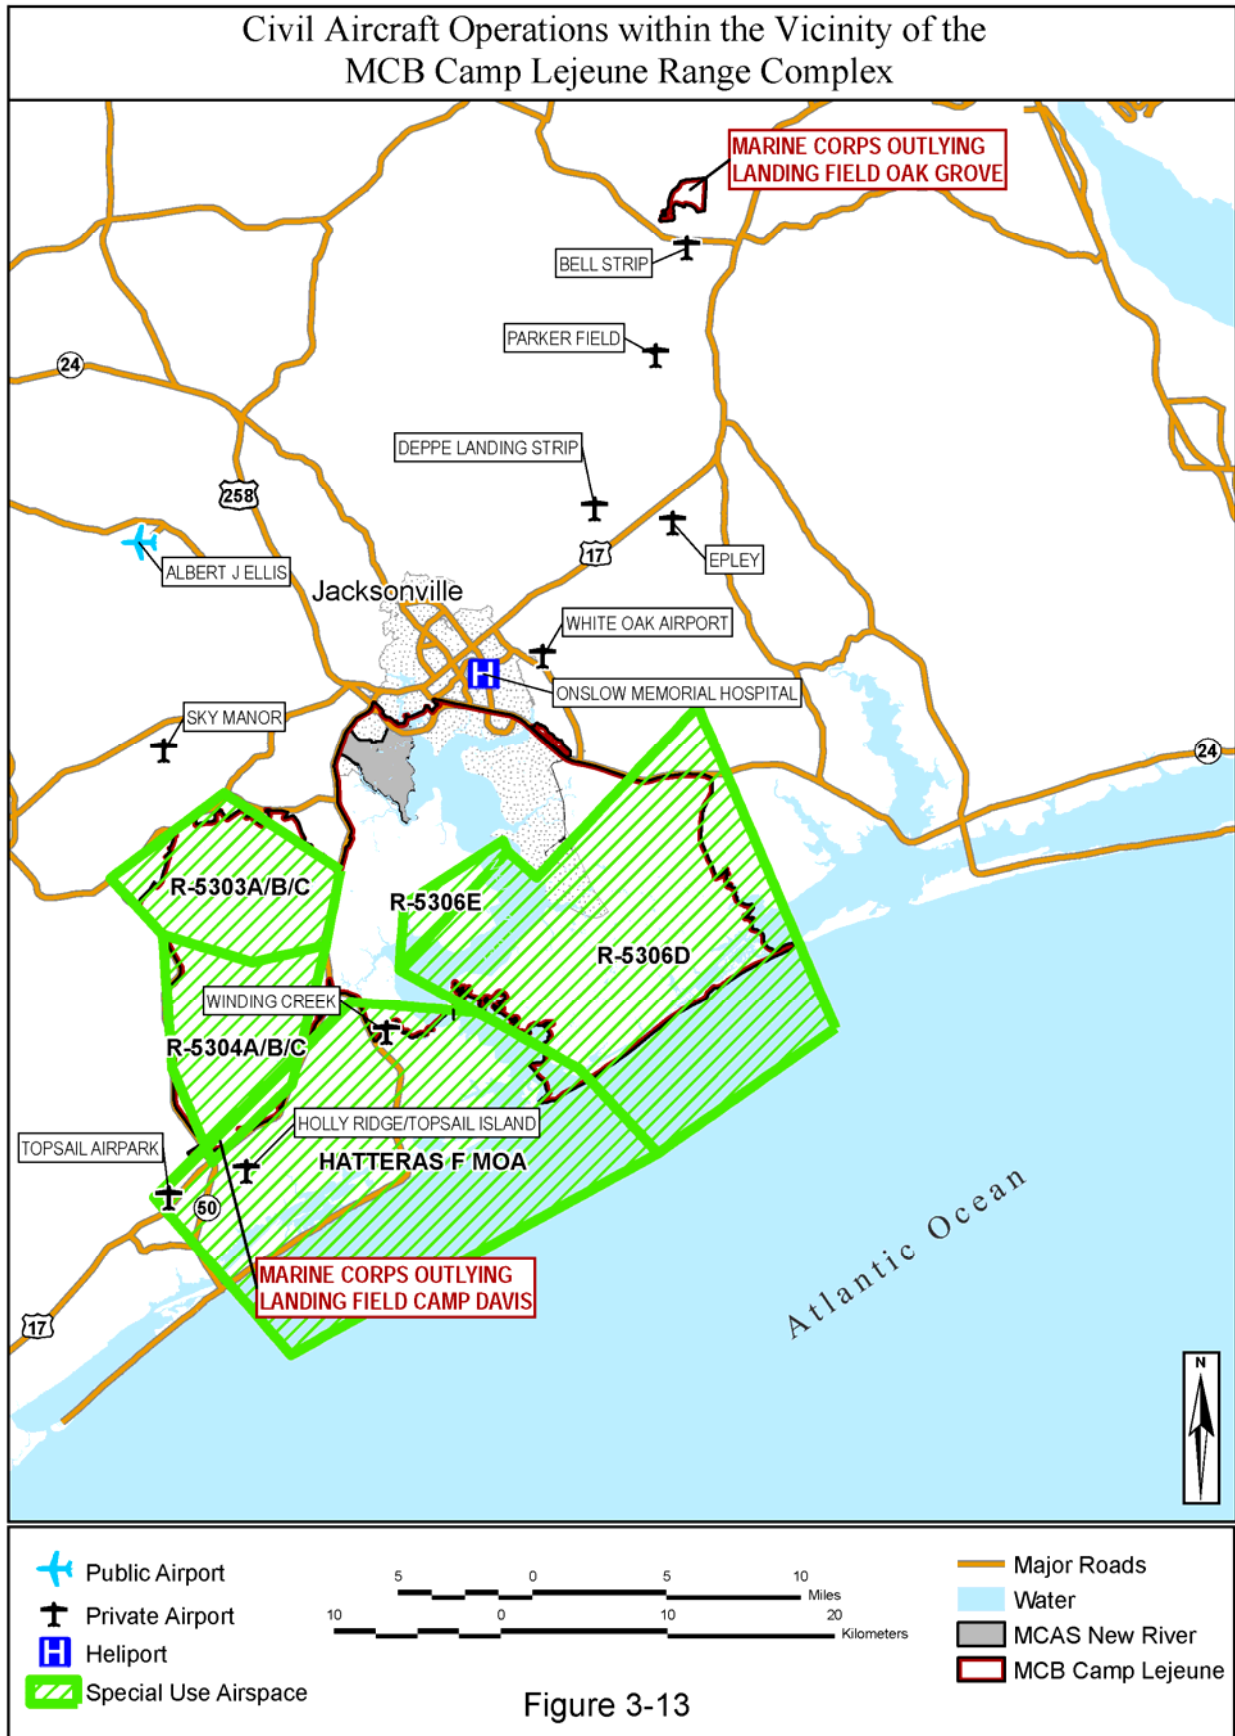 Civil Aircraft Operations within the Vicinity of the
MCB Camp Lejeune Range Complex
MARINE CORPS OUTLYING
LANDING FIELD OAK GROVE
BELL STRIP
PARKER FIELD
24
DEPPE LANDING STRIP
258
17
EPLEY
ALBERT J ELLIS
Jacksonville
WHITE OAK AIRPORT
H
ONSLOW MEMORIAL HOSPITAL
SKY MANOR
24
R-5303A/B/C
R-5306E
R-5306D
WINDING CREEK
R-5304A/B/C
HOLLY RIDGE/TOPSAIL ISLAND
TOPSAIL AIRPARK
HATTERAS F MOA
50
Atlantic Ocean
MARINE CORPS OUTLYING
LANDING FIELD CAMP DAVIS
17
N
Public Airport
Private Airport
H Heliport
Special Use Airspace
5 0 5 10
Miles
10 0 10 20
Kilometers
Figure 3-13
Major Roads
Water
MCAS New River
MCB Camp Lejeune